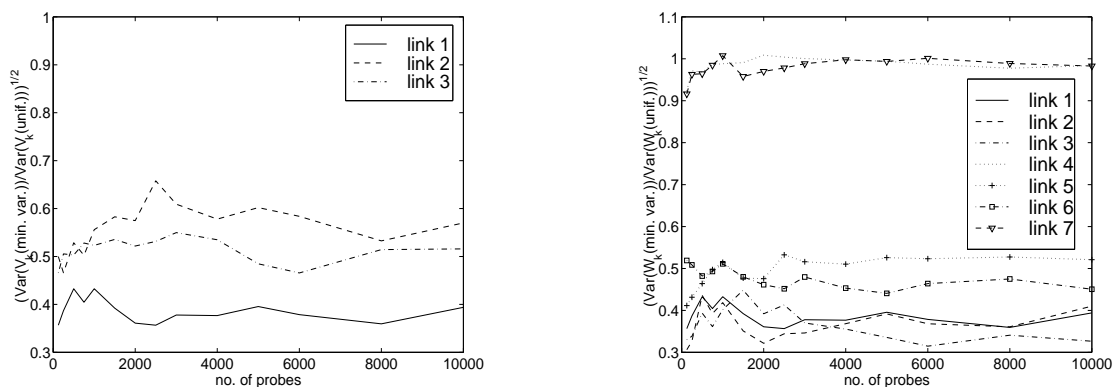 1
0.9
0.8
0.7
0.6
0.5
0.4
0.3
0 2000 4000 6000 8000 10000
no. of probes
(Var(V_k(min. var.))/Var(V_k(unif.)))^1/2
link 1
link 2
link 3
1.1
1
0.9
0.8
0.7
0.6
0.5
0.4
0.3
0 2000 4000 6000 8000 10000
no. of probes
(Var(W_k(min. var.))/Var(W_k(unif.))^1/2
link 1
link 2
link 3
link 4
link 5
link 6
link 7